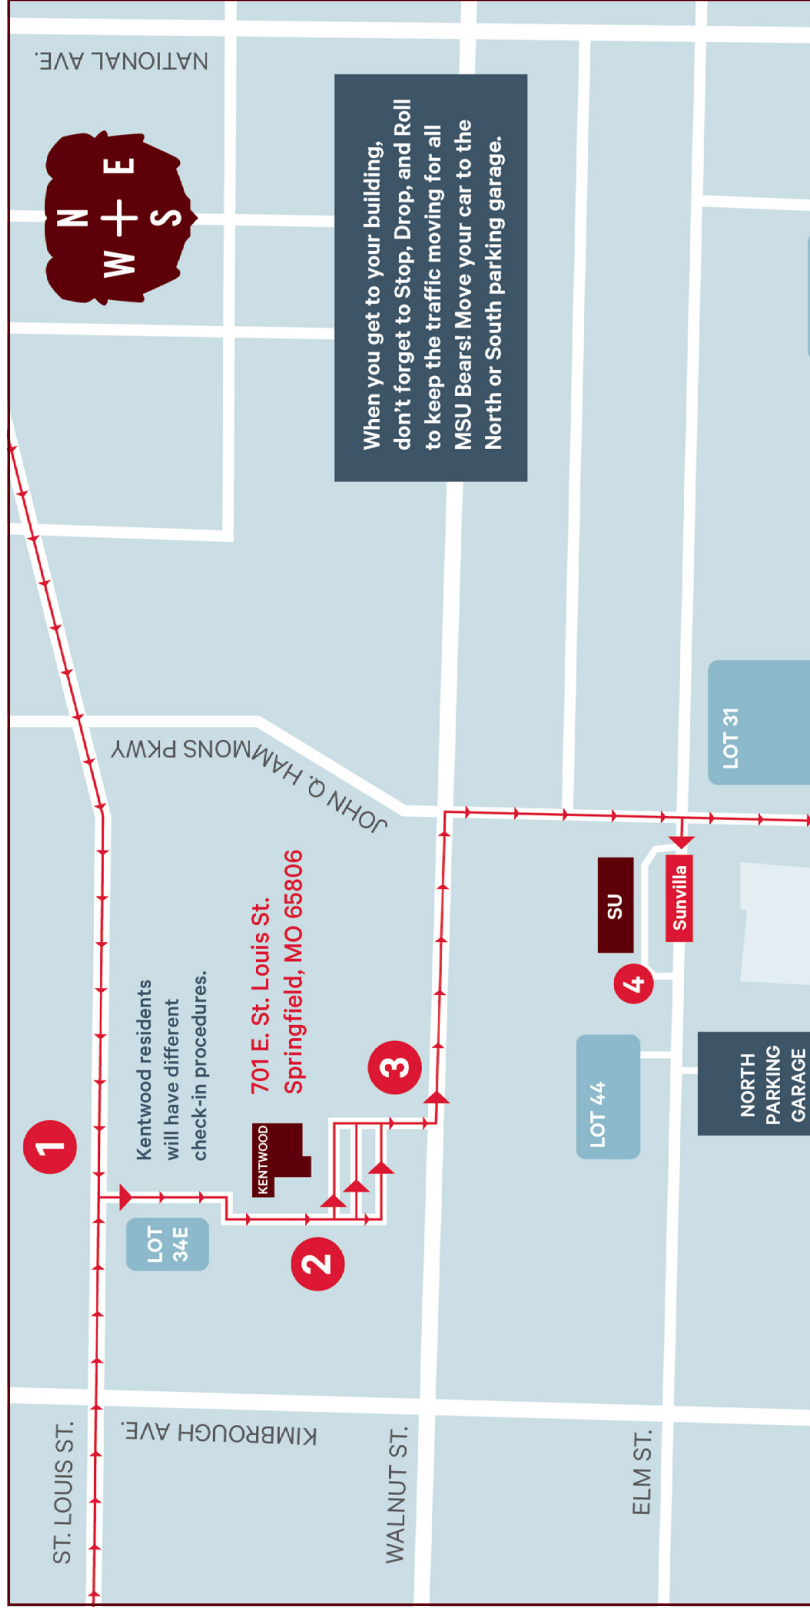 NATIONAL AVE.
N
W E
S
When you get to your building,
don't forget to Stop, Drop, and Roll
to keep the traffic moving for all
MSU Bears! Move your car to the
North or South parking garage.
ST. LOUIS ST.
1
JOHN Q. HAMMONS PKWY
Kentwood residents
will have different
check-in procedures.
LOT
34E
KIMBROUGH AVE.
KENTWOOD
701 E. St. Louis St.
Springfield, MO 65806
2
3
WALNUT ST.
SU
4
Sunvilla
LOT 44
ELM ST.
LOT 31
NORTH
PARKING
GARAGE